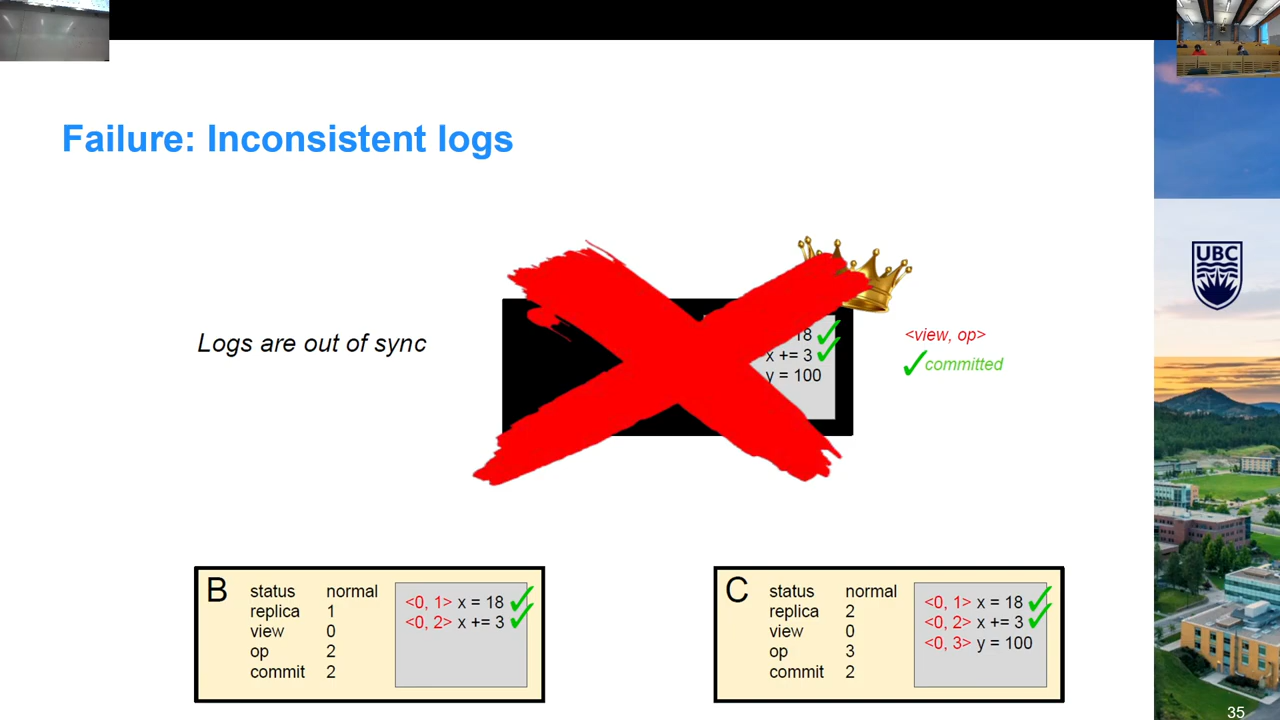 Failure: Inconsistent logs
UBC
Logs are out of sync
18
x += 3
y = 100
<view, op>
committed
B
status normal
replica 1
view 0
op 2
commit 2
<0, 1> x = 18
<0, 2> x += 3
C
status normal
replica 2
view 0
op 3
commit 2
<0, 1> x = 18
<0, 2> x += 3
<0, 3> y = 100
35